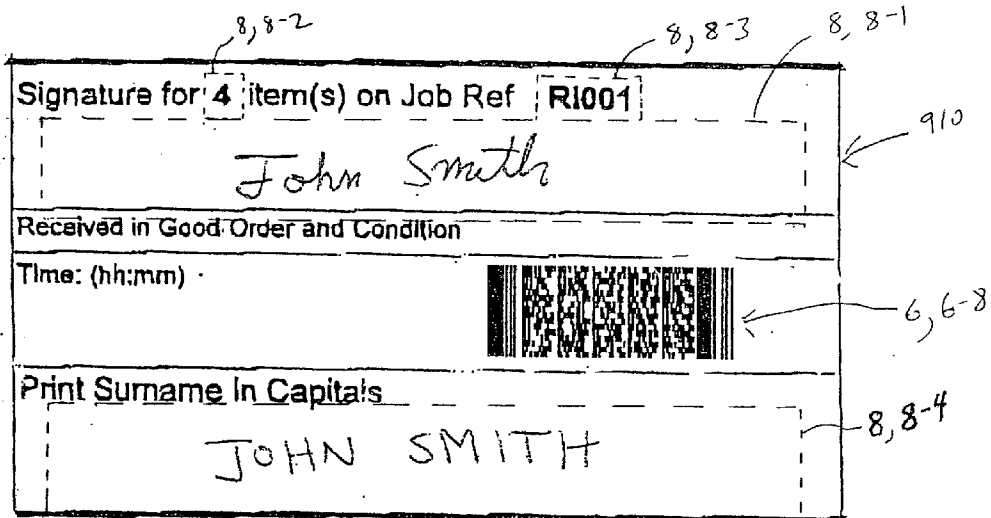 8, 8-2
8, 8-3
8, 8-1
Signature for 4 item(s) on Job Ref RI001
910
John Smith
Received in Good Order and Condition
Time: (hh:mm)
6, 6-8
Print Surname in Capitals
8, 8-4
JOHN SMITH